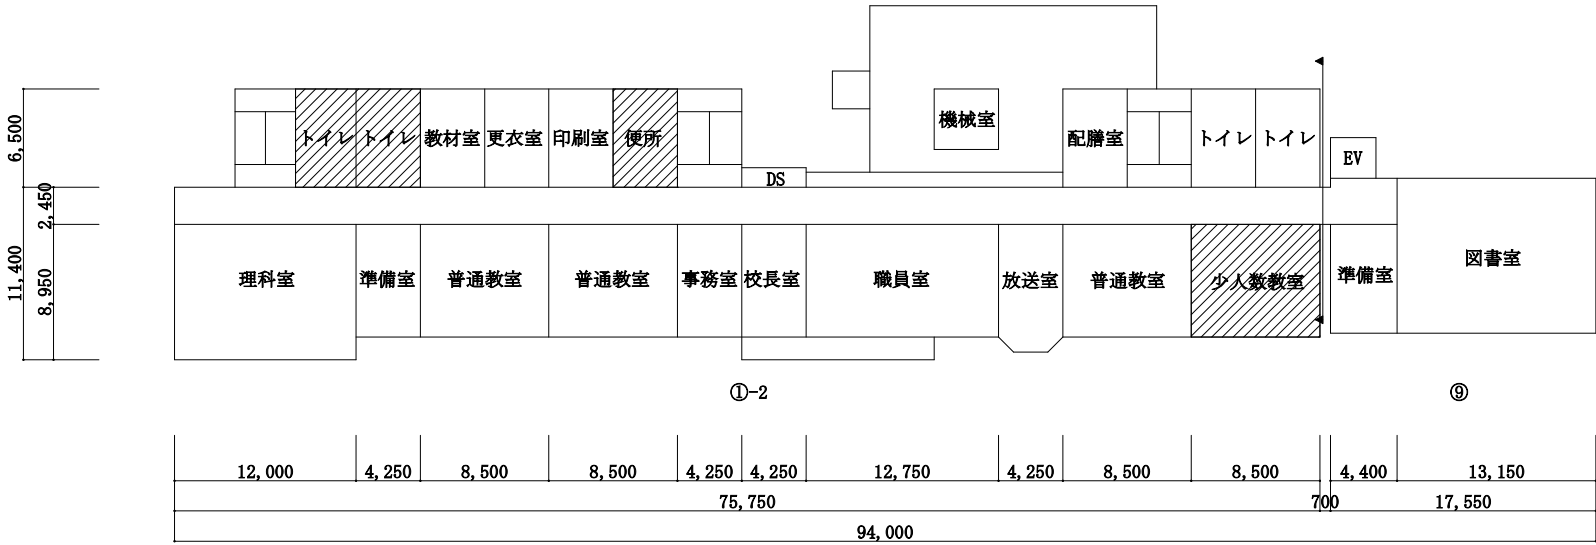 機械室
トイレ トイレ 教材室 更衣室 印刷室 便所 配膳室 トイレ トイレ
EV
DS
6,500
2,450
11,400
8,950
理科室 準備室 普通教室 普通教室 事務室 校長室 職員室 放送室 普通教室 少人数教室 準備室 図書室
①-2 ⑨
12,000 4,250 8,500 8,500 4,250 4,250 12,750 4,250 8,500 8,500 4,400 13,150
75,750 700 17,550
94,000